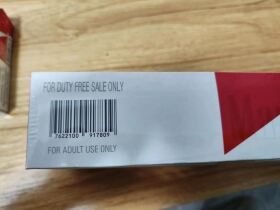 FOR DUTY FREE SALE ONLY
7622100 917809
FOR ADULT USE ONLY